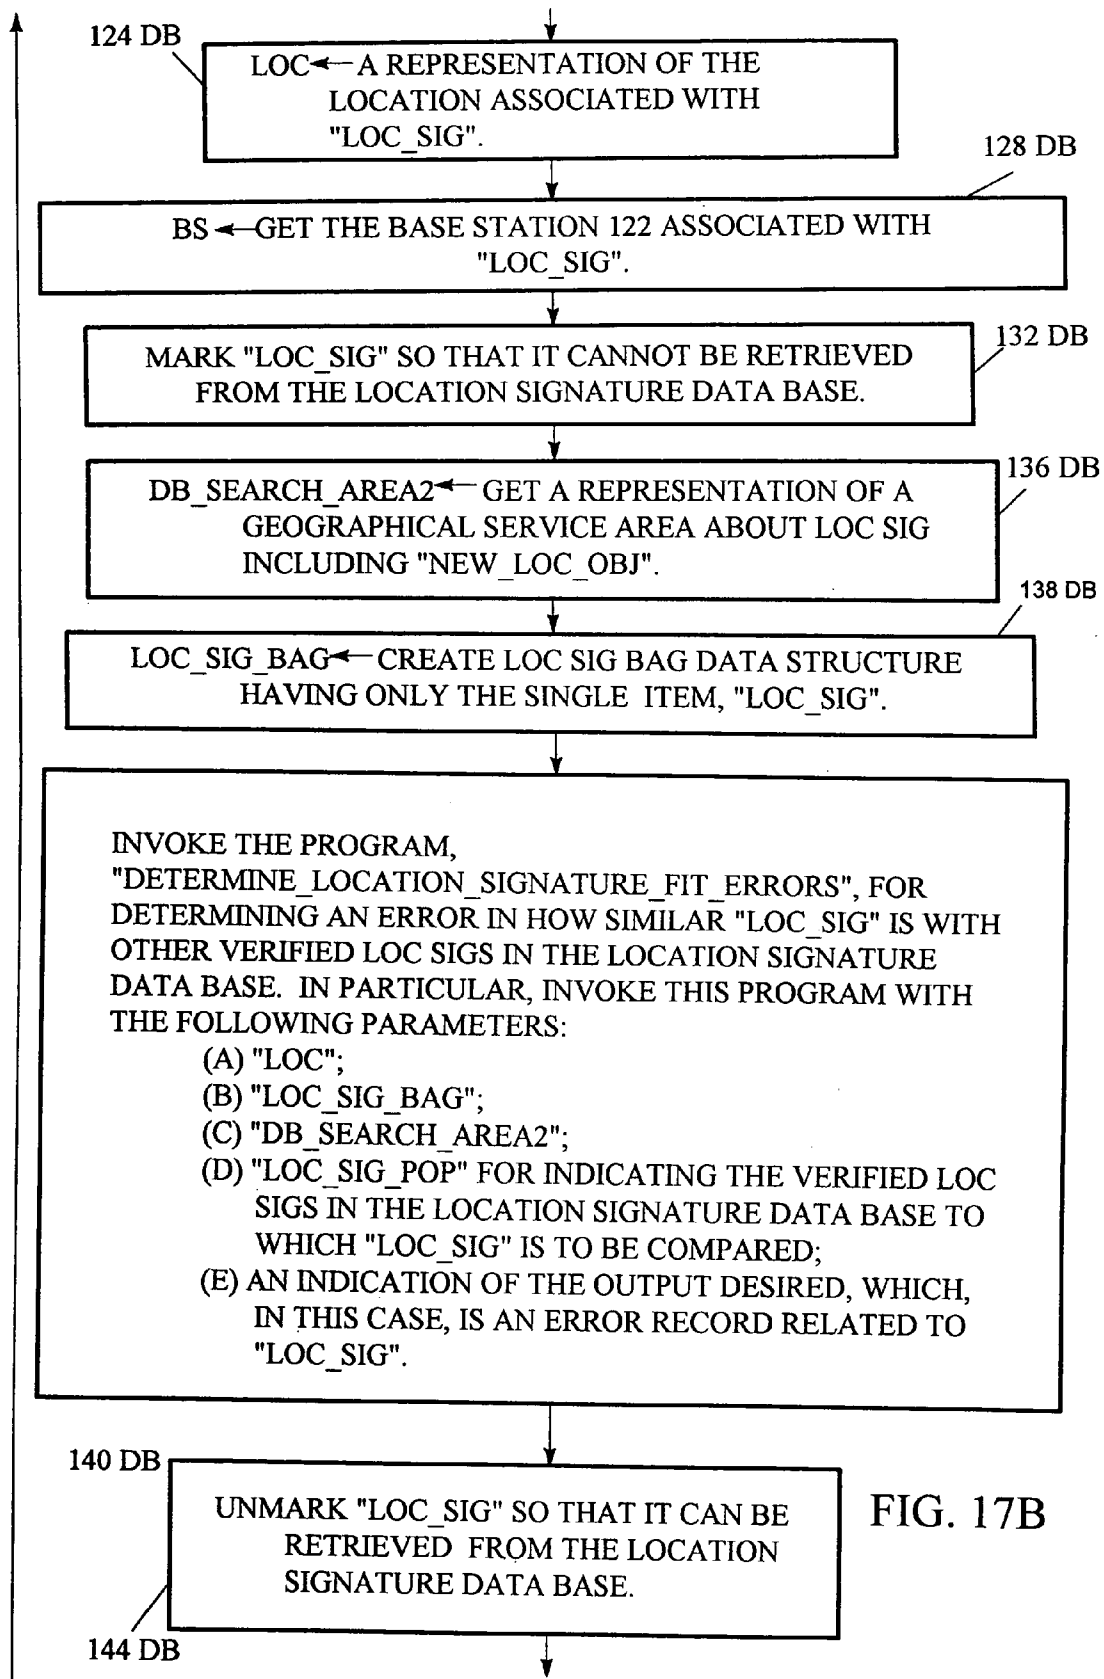 124 DB
LOC← A REPRESENTATION OF THE
LOCATION ASSOCIATED WITH
"LOC_SIG".
128 DB
BS ← GET THE BASE STATION 122 ASSOCIATED WITH
"LOC_SIG".
132 DB
MARK "LOC_SIG" SO THAT IT CANNOT BE RETRIEVED
FROM THE LOCATION SIGNATURE DATA BASE.
136 DB
DB_SEARCH_AREA2← GET A REPRESENTATION OF A
GEOGRAPHICAL SERVICE AREA ABOUT LOC SIG
INCLUDING "NEW_LOC_OBJ".
138 DB
LOC_SIG_BAG← CREATE LOC SIG BAG DATA STRUCTURE
HAVING ONLY THE SINGLE ITEM, "LOC_SIG".
INVOKE THE PROGRAM,
"DETERMINE_LOCATION_SIGNATURE_FIT_ERRORS", FOR
DETERMINING AN ERROR IN HOW SIMILAR "LOC_SIG" IS WITH
OTHER VERIFIED LOC SIGS IN THE LOCATION SIGNATURE
DATA BASE. IN PARTICULAR, INVOKE THIS PROGRAM WITH
THE FOLLOWING PARAMETERS:
(A) "LOC";
(B) "LOC_SIG_BAG";
(C) "DB_SEARCH_AREA2";
(D) "LOC_SIG_POP" FOR INDICATING THE VERIFIED LOC
SIGS IN THE LOCATION SIGNATURE DATA BASE TO
WHICH "LOC_SIG" IS TO BE COMPARED;
(E) AN INDICATION OF THE OUTPUT DESIRED, WHICH,
IN THIS CASE, IS AN ERROR RECORD RELATED TO
"LOC_SIG".
140 DB
UNMARK "LOC_SIG" SO THAT IT CAN BE
RETRIEVED FROM THE LOCATION
SIGNATURE DATA BASE.
144 DB
FIG. 17B